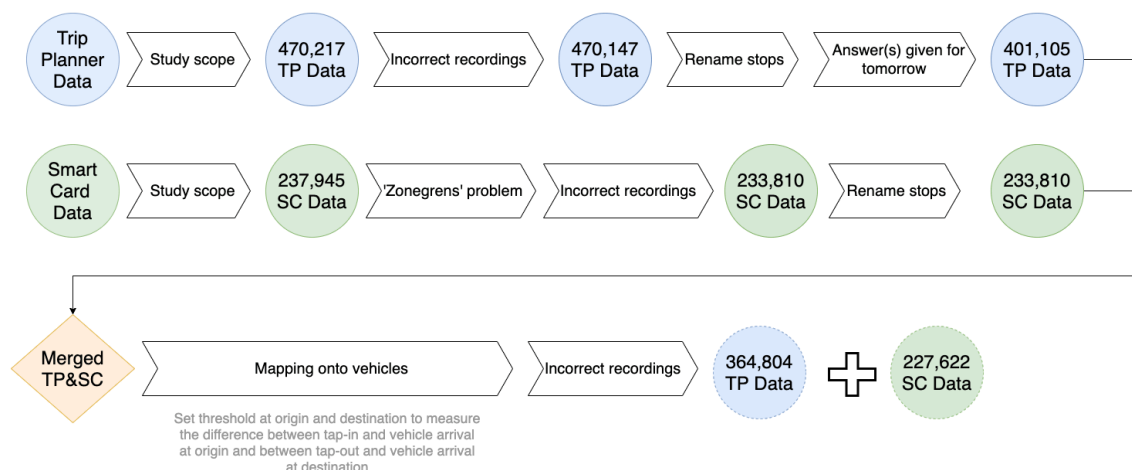 Trip
Planner
Data
Study scope
470,217
TP Data
Incorrect recordings
470,147
TP Data
Rename stops
Answer(s) given for
tomorrow
401,105
TP Data
Smart
Card
Data
Study scope
237,945
SC Data
'Zonegrens' problem
Incorrect recordings
233,810
SC Data
Rename stops
233,810
SC Data
Merged
TP&SC
Mapping onto vehicles
Incorrect recordings
364,804
TP Data
227,622
SC Data
Set threshold at origin and destination to measure
the difference between tap-in and vehicle arrival
at origin and between tap-out and vehicle arrival
at destination